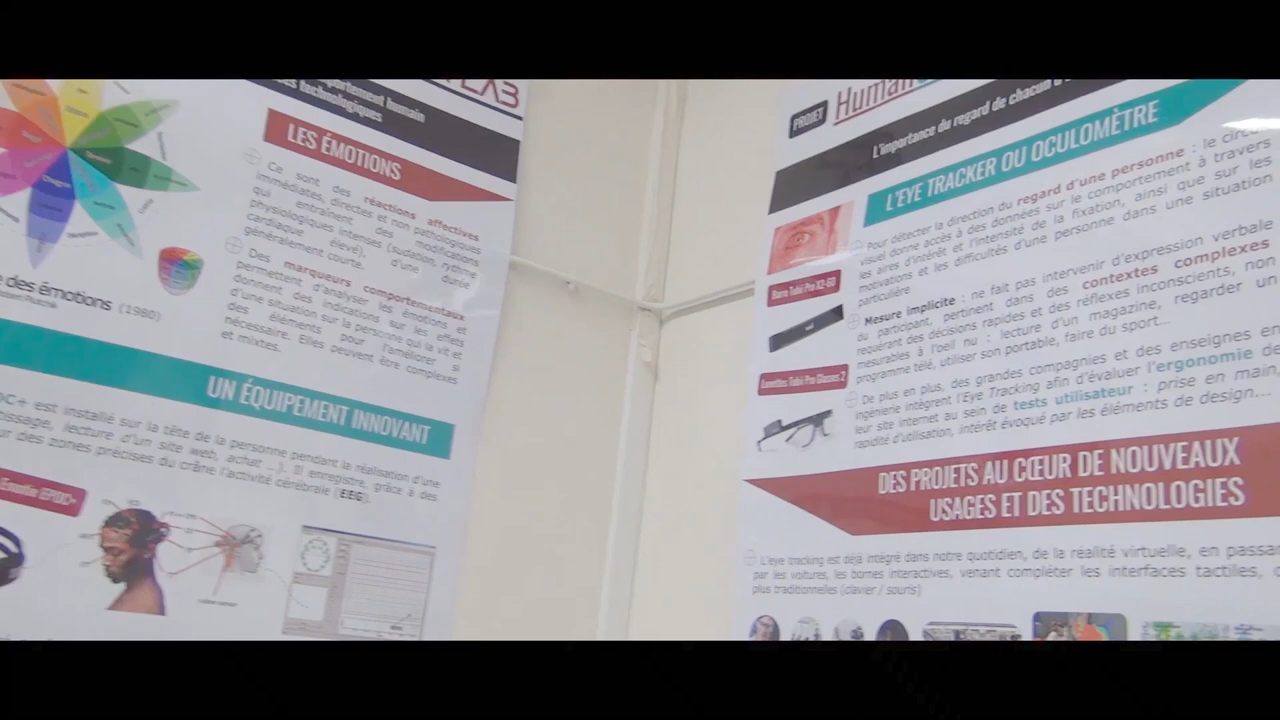 LAB
portement humain
es technologiques
LES ÉMOTIONS
Ce sont des réactions affectives
immédiates, directes et non pathologiques
qui entraînent des modifications
physiologiques intenses (sudation, rythme
cardiaque élevé), d'une durée
généralement courte.
Des marqueurs comportementaux
permettent d'analyser les émotions et
donnent des indications sur les effets
d'une situation sur la personne qui la vit et
des éléments pour l'améliorer si
nécessaire. Elles peuvent être complexes
et mixtes.
des émotions (1980)
UN ÉQUIPEMENT INNOVANT
OC+ est installé sur la tête de la personne pendant la réalisation d'une
issage, lecture d'un site web, achat ...). Il enregistre, grâce à des
ur des zones précises du crâne l'activité cérébrale (EEG).
Emotiv EPOC+
PROJET
Human
L'importance du regard de chacun
L'EYE TRACKER OU OCULOMÈTRE
Pour détecter la direction du regard d'une personne : le circu
visuel donne accès à des données sur le comportement à travers
les aires d'intérêt et l'intensité de la fixation, ainsi que sur les
motivations et les difficultés d'une personne dans une situation
particulière.
Barre Tobii Pro X2-60
Mesure implicite : ne fait pas intervenir d'expression verbale
du participant, pertinent dans des contextes complexes
requérant des décisions rapides et des réflexes inconscients, non
mesurables à l'oeil nu : lecture d'un magazine, regarder un
programme télé, utiliser son portable, faire du sport...
Lunettes Tobii Pro Glasses 2
De plus en plus, des grandes compagnies et des enseignes en
ingénierie intègrent l'Eye Tracking afin d'évaluer l'ergonomie de
leur site internet au sein de tests utilisateur : prise en main,
rapidité d'utilisation, intérêt évoqué par les éléments de design...
DES PROJETS AU CŒUR DE NOUVEAUX
USAGES ET DES TECHNOLOGIES
L'eye tracking est déjà intégré dans notre quotidien, de la réalité virtuelle, en passa
par les voitures, les bornes interactives, venant compléter les interfaces tactiles,
plus traditionnelles (clavier / souris)